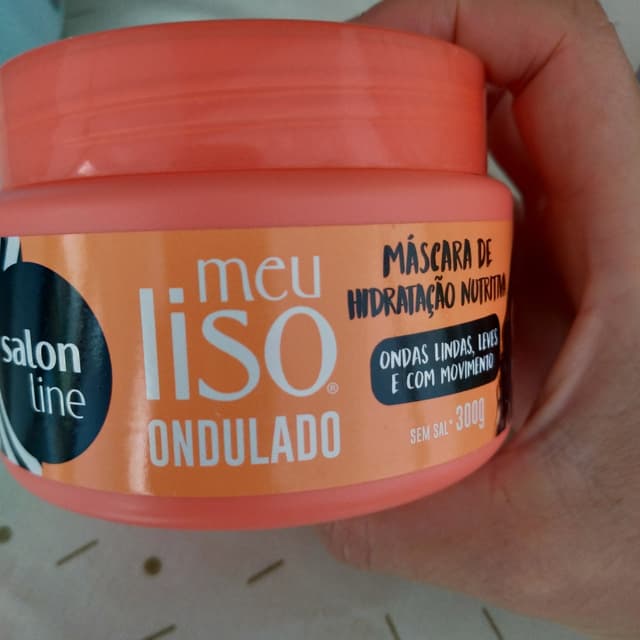 salon
line
meu
liso®
ONDULADO
MÁSCARA DE
HIDRATAÇÃO NUTRITIVA
ONDAS LINDAS, LEVES
E COM MOVIMENTO
SEM SAL* 300g